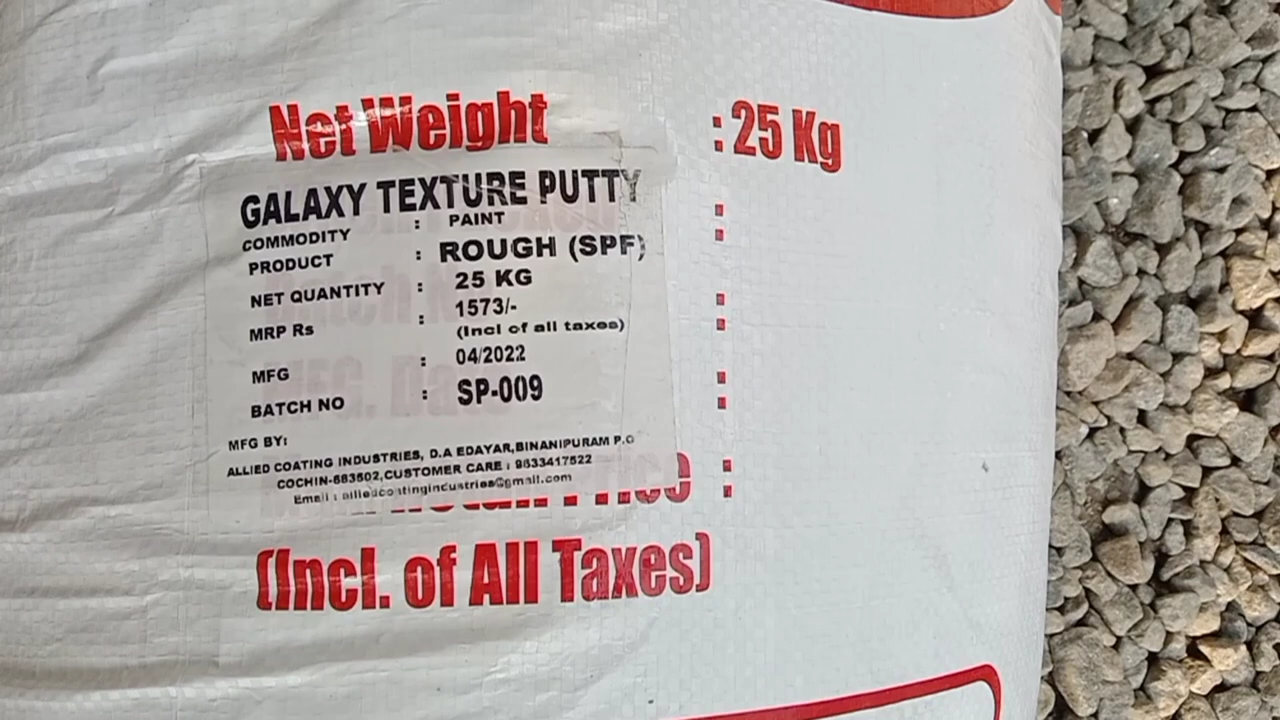 Net Weight : 25 Kg
GALAXY TEXTURE PUTTY
COMMODITY : PAINT
PRODUCT : ROUGH (SPF)
NET QUANTITY : 25 KG
MRP Rs : 1573/-
(Incl of all taxes)
MFG : 04/2022
BATCH NO : SP-009
MFG BY:
ALLIED COATING INDUSTRIES, D.A EDAYAR,BINANIPURAM P.O
COCHIN-683502,CUSTOMER CARE : 9633417522
Email : alliedcoatingindustries@gmail.com
Price :
(Incl. of All Taxes)